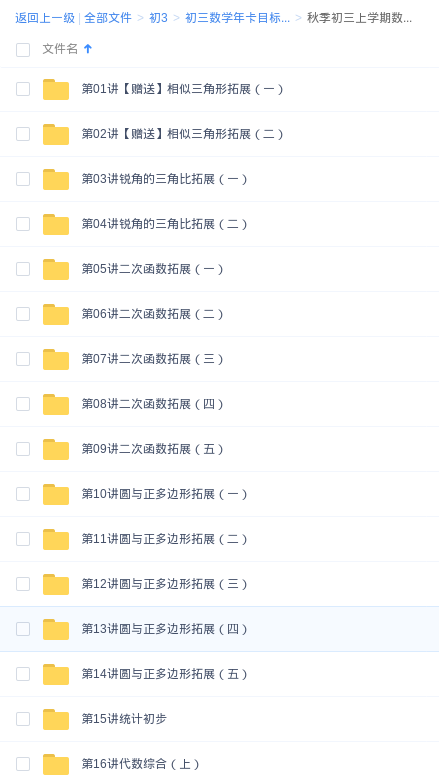 返回上一级 | 全部文件 > 初3 > 初三数学年卡目标... > 秋季初三上学期数...
文件名
第01讲【赠送】相似三角形拓展（一）
第02讲【赠送】相似三角形拓展（二）
第03讲锐角的三角比拓展（一）
第04讲锐角的三角比拓展（二）
第05讲二次函数拓展（一）
第06讲二次函数拓展（二）
第07讲二次函数拓展（三）
第08讲二次函数拓展（四）
第09讲二次函数拓展（五）
第10讲圆与正多边形拓展（一）
第11讲圆与正多边形拓展（二）
第12讲圆与正多边形拓展（三）
第13讲圆与正多边形拓展（四）
第14讲圆与正多边形拓展（五）
第15讲统计初步
第16讲代数综合（上）